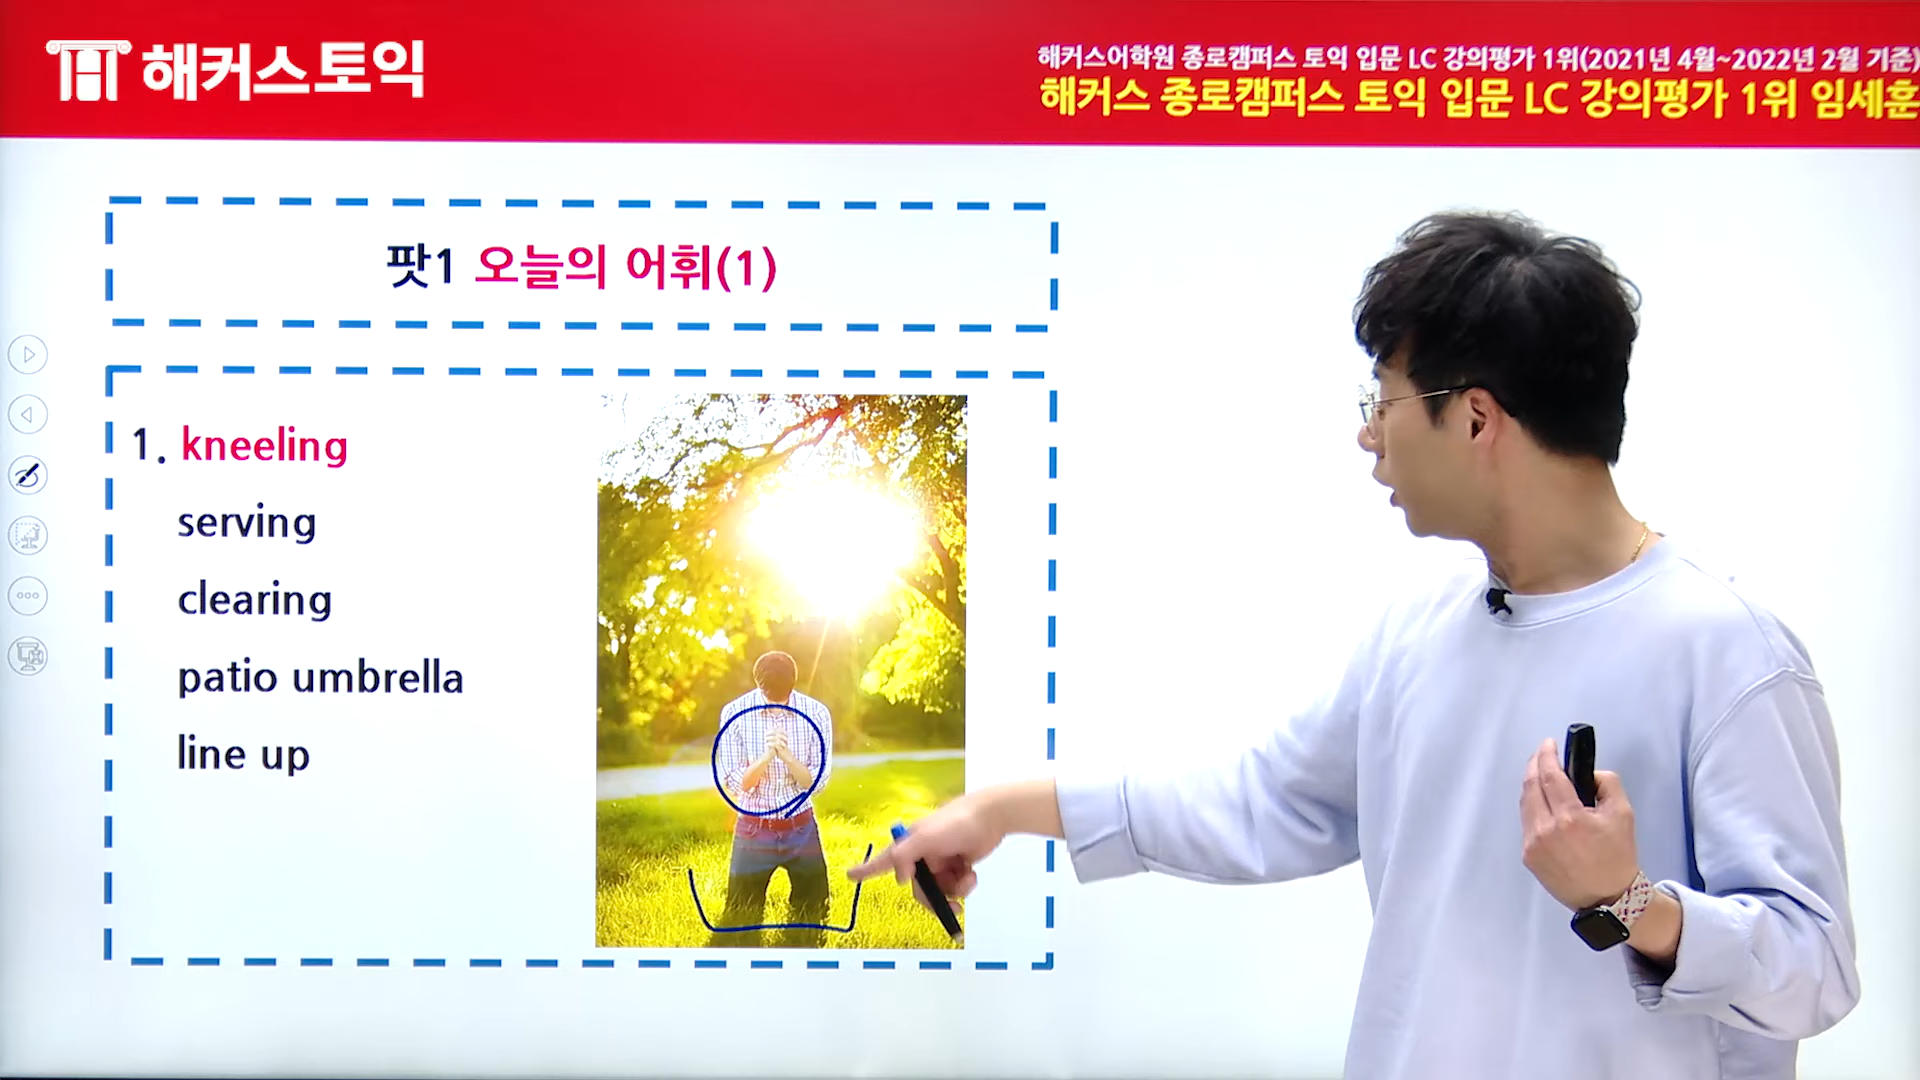 해커스토익
해커스어학원 종로캠퍼스 토익 입문 LC 강의평가 1위(2021년 4월~2022년 2월 기준)
해커스 종로캠퍼스 토익 입문 LC 강의평가 1위 임세훈
팟1 오늘의 어휘(1)
1. kneeling
serving
clearing
patio umbrella
line up